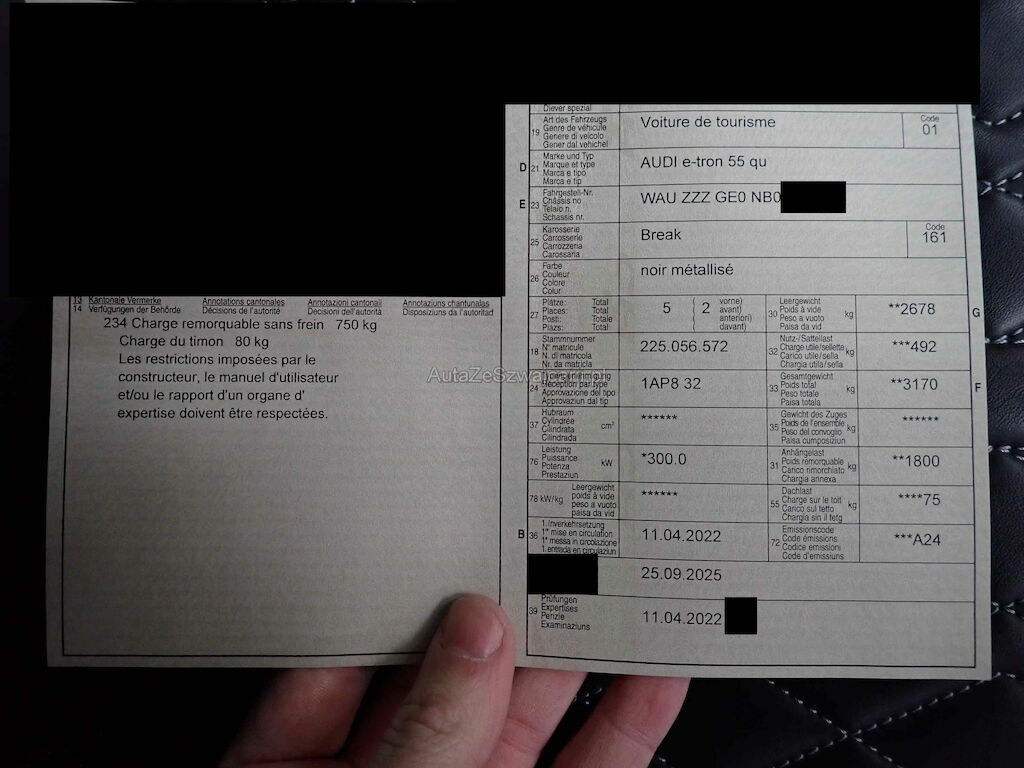 13 Kantonale Vermerke Annotations cantonales Annotazioni cantonali Annotaziuns chantunalas
14 Verfügungen der Behörde Décisions de l'autorité Decisioni dell'autorità Disposiziuns da l'autoritad
234 Charge remorquable sans frein 750 kg
Charge du timon 80 kg
Les restrictions imposées par le
constructeur, le manuel d'utilisateur
et/ou le rapport d'un organe d'
expertise doivent être respectées.
Diever spezial
19 Art des Fahrzeugs
Genre de véhicule
Genere di veicolo
Gener dal vehichel
Voiture de tourisme
Code
01
D 21 Marke und Typ
Marque et type
Marca e tipo
Marca e tip
AUDI e-tron 55 qu
E 23 Fahrgestell-Nr.
Châssis no
Telaio n.
Schassis nr.
WAU ZZZ GE0 NB0
25 Karosserie
Carrosserie
Carrozzeria
Carossaria
Break
Code
161
26 Farbe
Couleur
Colore
Colur
noir métallisé
27 Plätze: Total
Places: Total
Posti: Totale
Plazs: Total
5 ( 2 vorne)
avant)
anteriori)
davant)
30 Leergewicht
Poids à vide
Peso a vuoto
Paisa da vid
kg
**2678
G
18 Stammnummer
N° matricule
N. di matricola
Nr. da matricla
225.056.572
32 Nutz-/Sattellast
Charge utile/sellette
Carico utile/sella
Chargia utila/sella
kg
***492
24
Réception par type
Approvazione del tipo
Approvaziun dal tip
1AP8 32
33 Gesamtgewicht
Poids total
Peso totale
Paisa totala
kg
**3170
F
37 Hubraum
Cylindrée
Cilindrata
Cilindrada
cm³
******
35 Gewicht des Zuges
Poids de l'ensemble
Peso del convoglio
Paisa cumposiziun
kg
******
76 Leistung
Puissance
Potenza
Prestaziun
kW
*300.0
31 Anhängelast
Poids remorquable
Carico rimorchiato
Chargia annexa
kg
**1800
78 kW/kg Leergewicht
poids à vide
peso a vuoto
paisa da vid
******
55 Dachlast
Charge sur le toit
Carico sul tetto
Chargia sin il tetg
kg
****75
B 36 1. Inverkehrsetzung
1re mise en circulation
1a messa in circolazione
1. entrada en circulaziun
11.04.2022
72 Emissionscode
Code émissions
Codice emissioni
Code d'emissiuns
***A24
25.09.2025
39 Prüfungen
Expertises
Perizie
Examinaziuns
11.04.2022